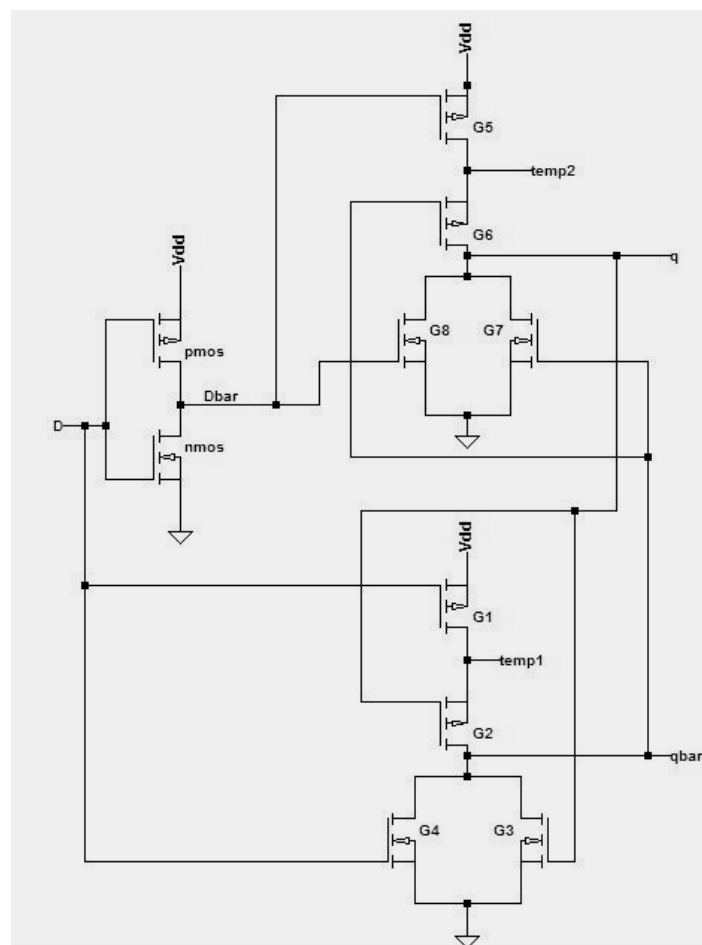 Vdd
G5
temp2
G6
q
Vdd
G8
G7
pmos
Dbar
D
nmos
Vdd
G1
temp1
G2
qbar
G4
G3